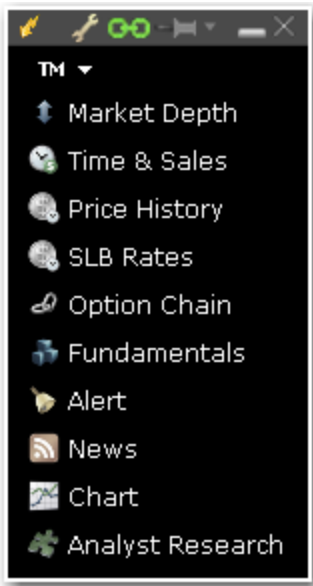 TM
Market Depth
Time & Sales
Price History
SLB Rates
Option Chain
Fundamentals
Alert
News
Chart
Analyst Research